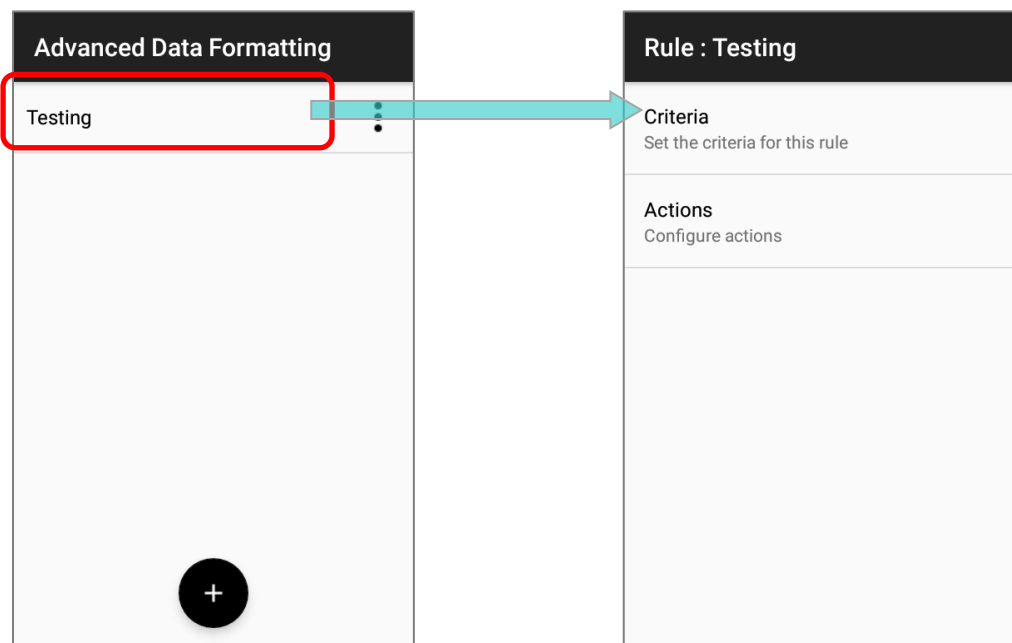 Advanced Data Formatting
Testing
+
Rule : Testing
Criteria
Set the criteria for this rule
Actions
Configure actions